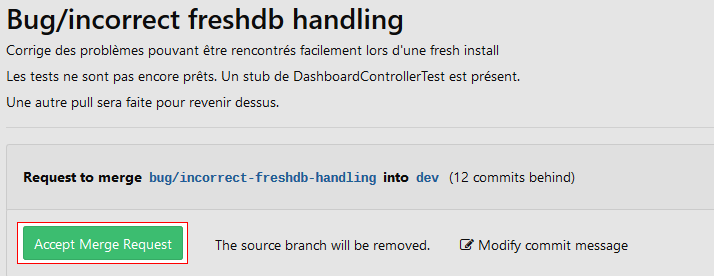 Bug/incorrect freshdb handling
Corrige des problèmes pouvant être rencontrés facilement lors d'une fresh install
Les tests ne sont pas encore prêts. Un stub de DashboardControllerTest est présent.
Une autre pull sera faite pour revenir dessus.
Request to merge bug/incorrect-freshdb-handling into dev (12 commits behind)
Accept Merge Request The source branch will be removed. Modify commit message